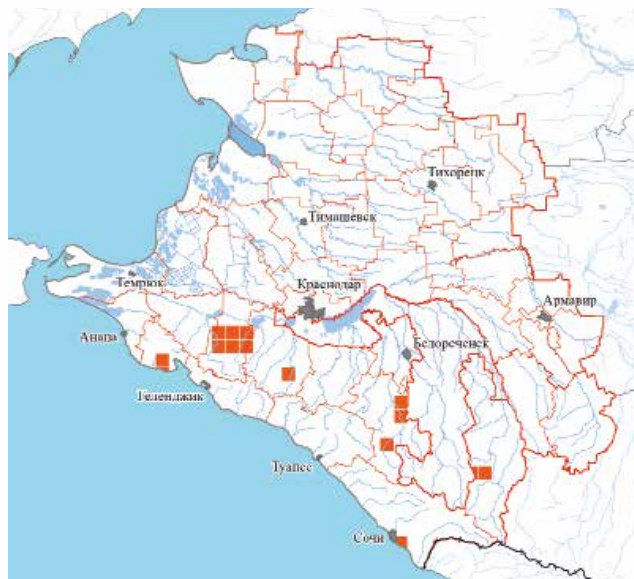 Тихорецк
Тимашевск
Темрюк
Краснодар
Армавир
Анапа
Белореченск
Геленджик
Туапсе
Сочи